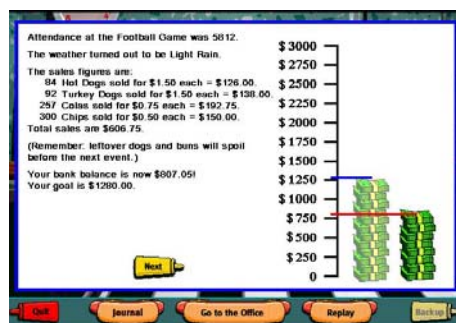 Attendance at the Football Game was 5812.
The weather turned out to be Light Rain.
The sales figures are:
84 Hot Dogs sold for $1.50 each = $126.00.
92 Turkey Dogs sold for $1.50 each = $138.00.
257 Colas sold for $0.75 each = $192.75.
300 Chips sold for $0.50 each = $150.00.
Total sales are $606.75.
(Remember: leftover dogs and buns will spoil
before the next event.)
Your bank balance is now $807.05!
Your goal is $1280.00.
$ 3000
$ 2750
$ 2500
$ 2250
$ 2000
$ 1750
$ 1500
$ 1250
$ 1000
$ 750
$ 500
$ 250
0
Next
Quit
Journal
Go to the Office
Replay
Backup